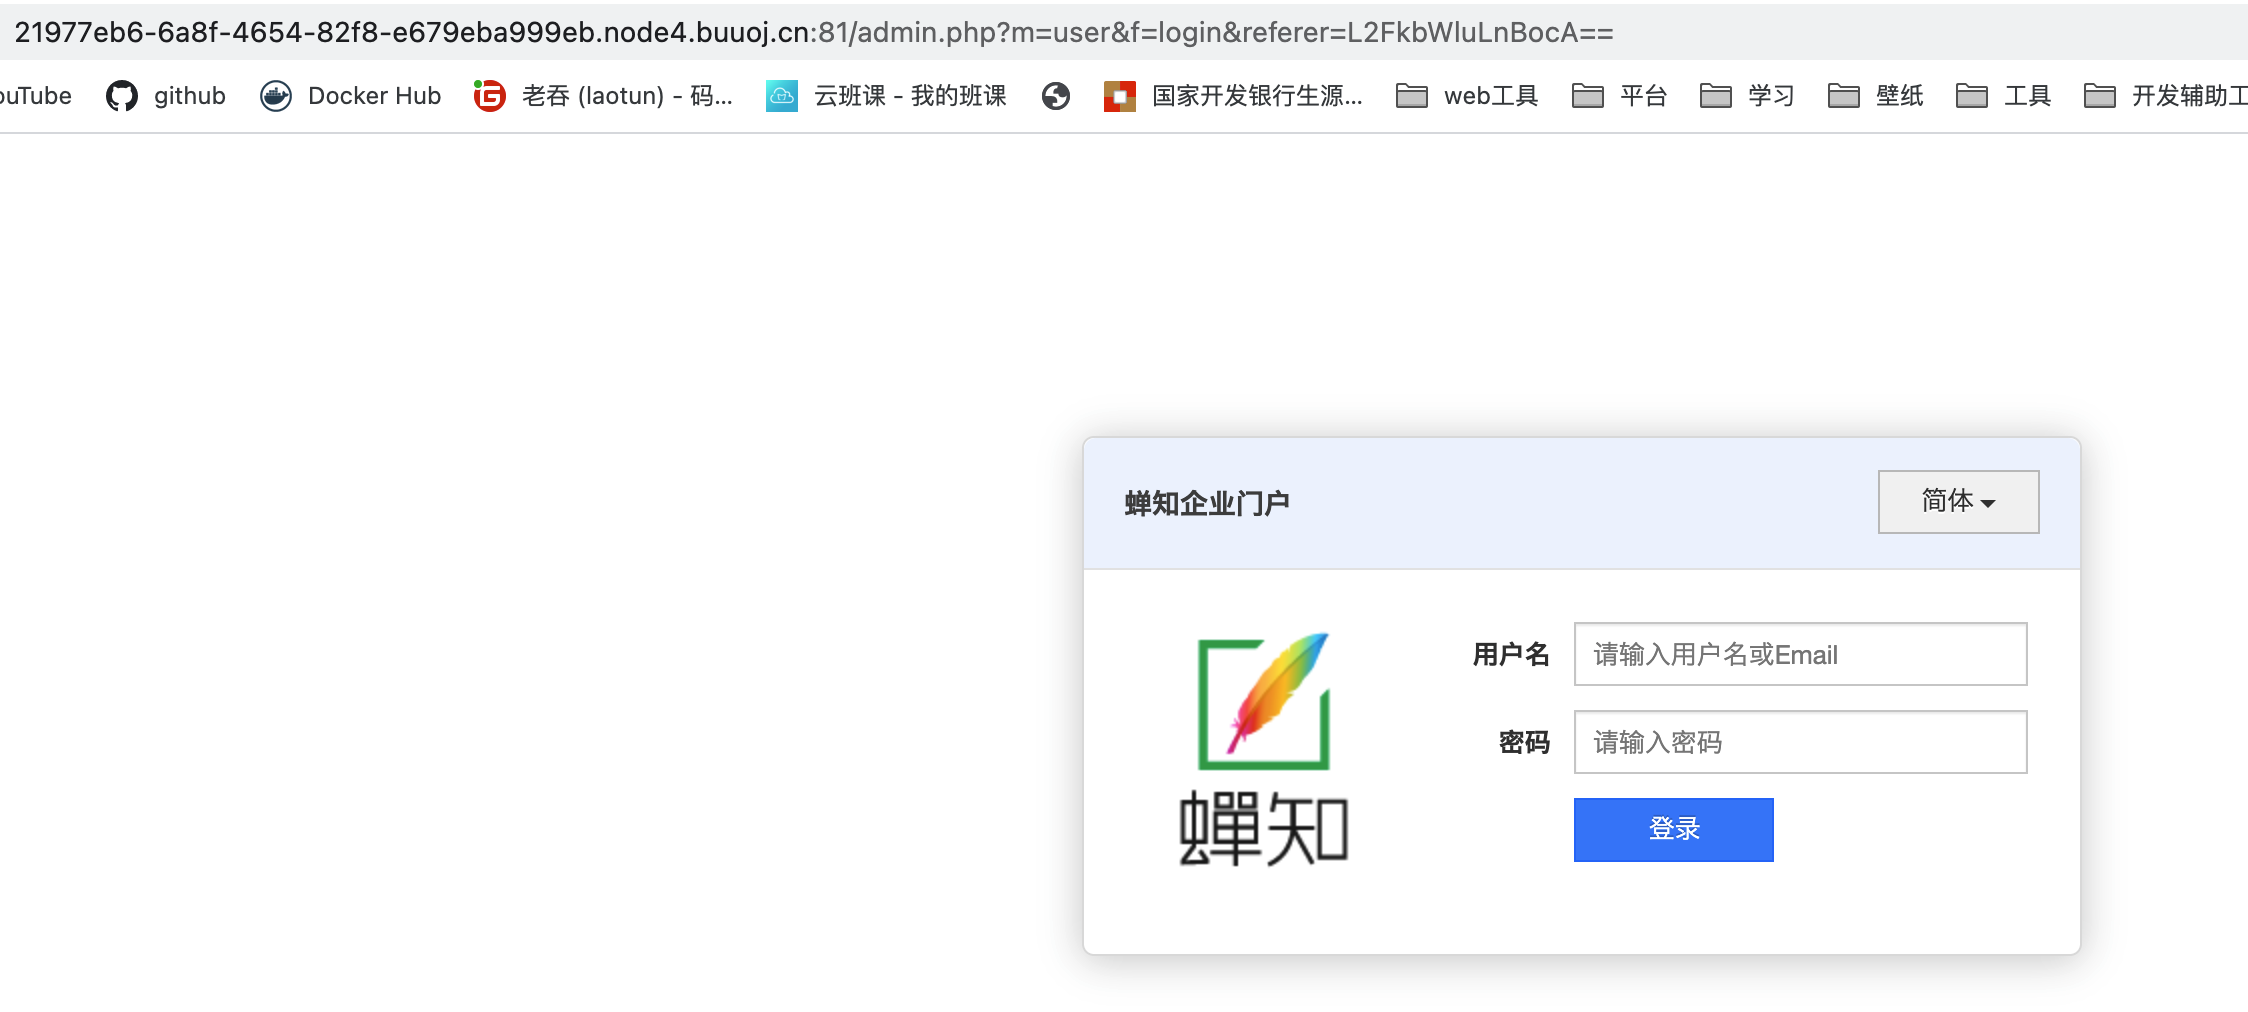 21977eb6-6a8f-4654-82f8-e679eba999eb.node4.buuoj.cn:81/admin.php?m=user&f=login&referer=L2FkbWluLnBocA==
ouTube github Docker Hub 老吞 (laotun) - 码... 云班课 - 我的班课 国家开发银行生源... web工具 平台 学习 壁纸 工具 开发辅助工
蝉知企业门户 简体
用户名 请输入用户名或Email
密码 请输入密码
登录
蟬知